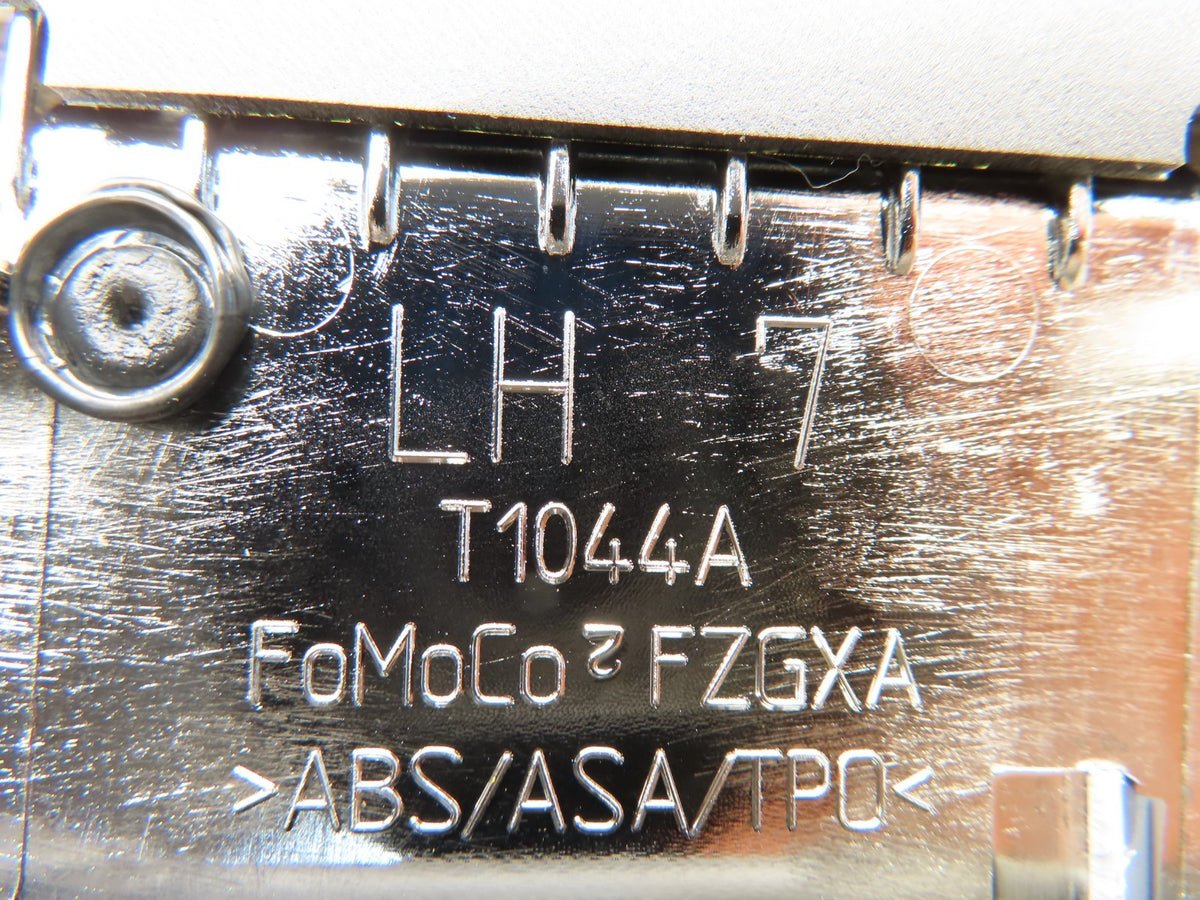 LH 7
T1044A
FoMoCo FZGXA
>ABS/ASA/TPO<